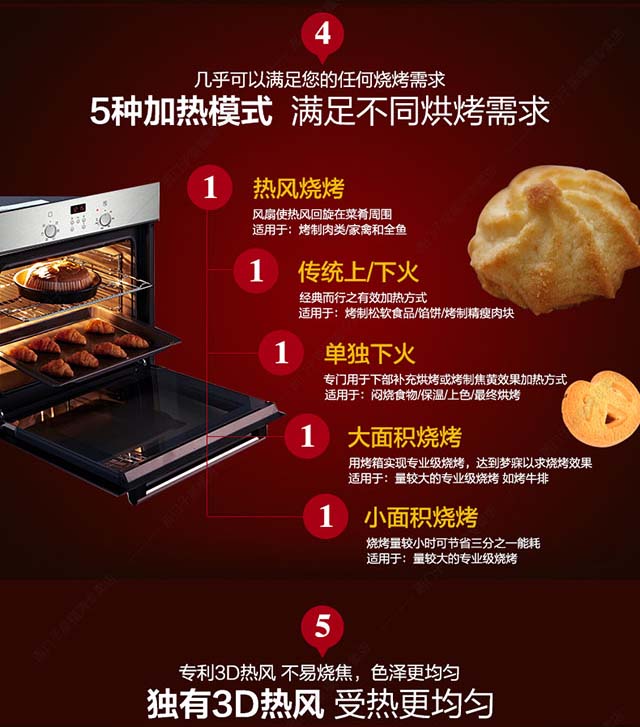 4
几乎可以满足您的任何烧烤需求
5种加热模式 满足不同烘烤需求
1 热风烧烤
风扇使热风回旋在菜肴周围
适用于：烤制肉类/家禽和全鱼
1 传统上/下火
经典而行之有效加热方式
适用于：烤制松软食品/馅饼/烤制精瘦肉块
1 单独下火
专门用于下部补充烘烤或烤制焦黄效果加热方式
适用于：闷烧食物/保温/上色/最终烘烤
1 大面积烧烤
用烤箱实现专业级烧烤，达到梦寐以求烧烤效果
适用于：量较大的专业级烧烤 如烤牛排
1 小面积烧烤
烧烤量较小时可节省三分之一能耗
适用于：量较大的专业级烧烤
5
专利3D热风 不易烧焦，色泽更均匀
独有3D热风 受热更均匀